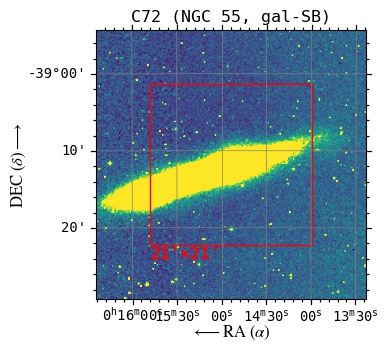 C72 (NGC 55, gal-SB)
-39°00'
10'
20'
DEC (δ)⟶
21'×21'
0ʰ16ᵐ00ˢ 15ᵐ30ˢ 00ˢ 14ᵐ30ˢ 00ˢ 13ᵐ30ˢ
⟵RA (α)